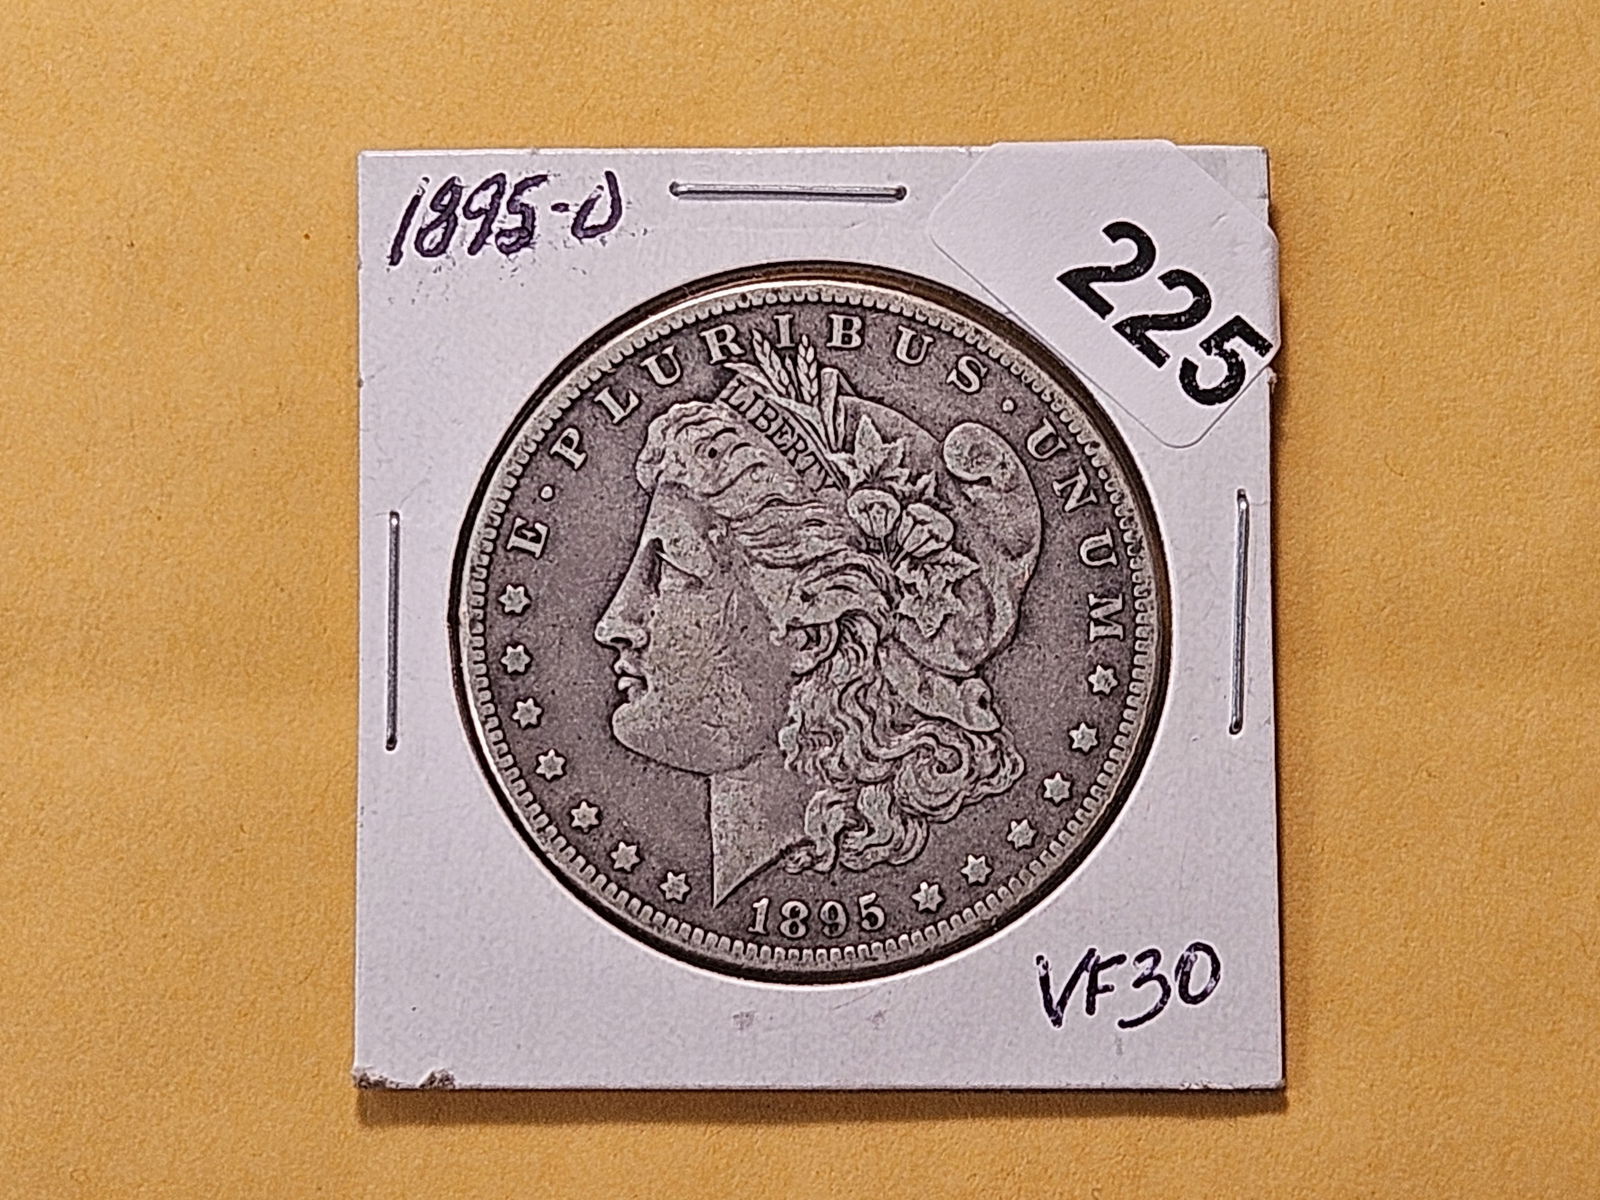 1895-O
225
E · PLURIBUS · UNUM
LIBERTY
1895
VF30